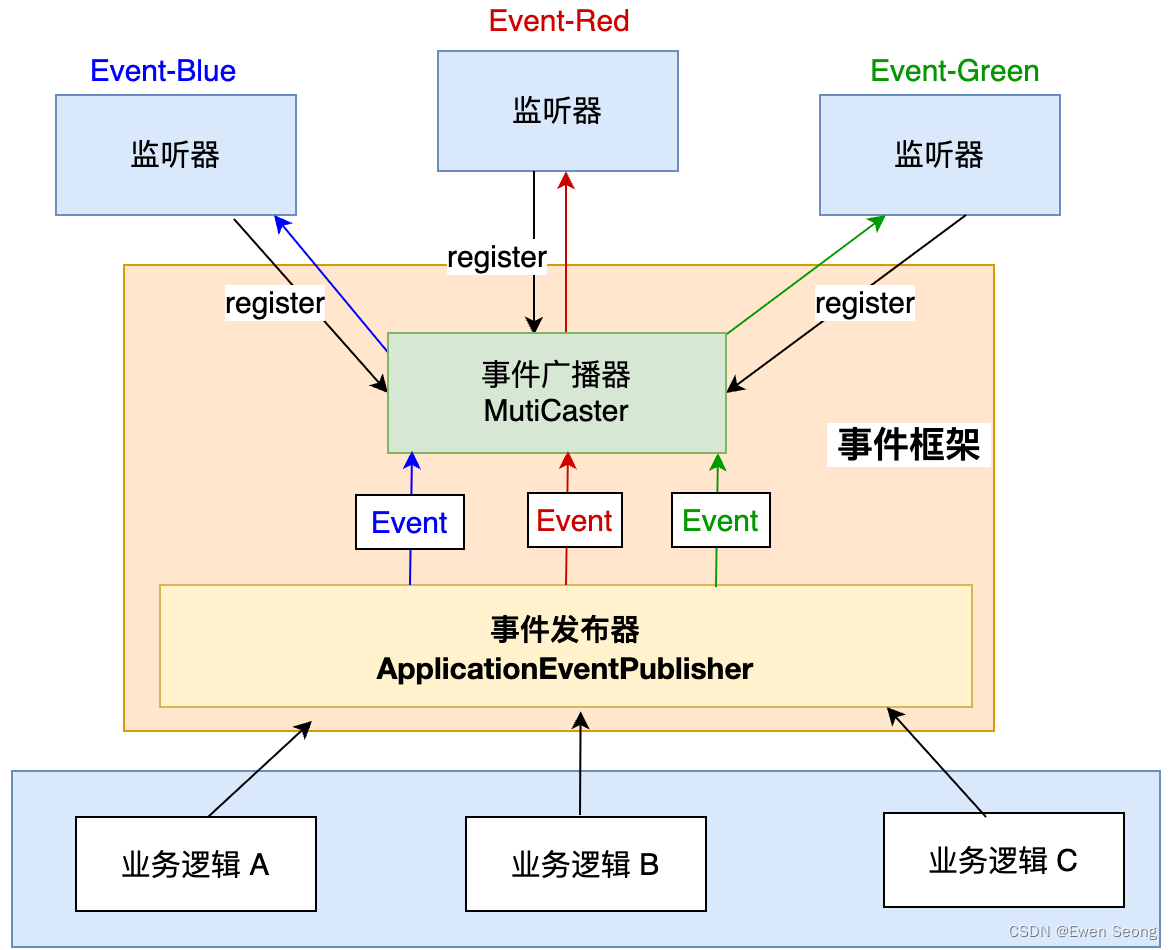 Event-Red
Event-Blue
Event-Green
监听器
监听器
监听器
register
register
register
事件广播器
MutiCaster
事件框架
Event
Event
Event
事件发布器
ApplicationEventPublisher
业务逻辑 A
业务逻辑 B
业务逻辑 C
CSDN @Ewen Seong